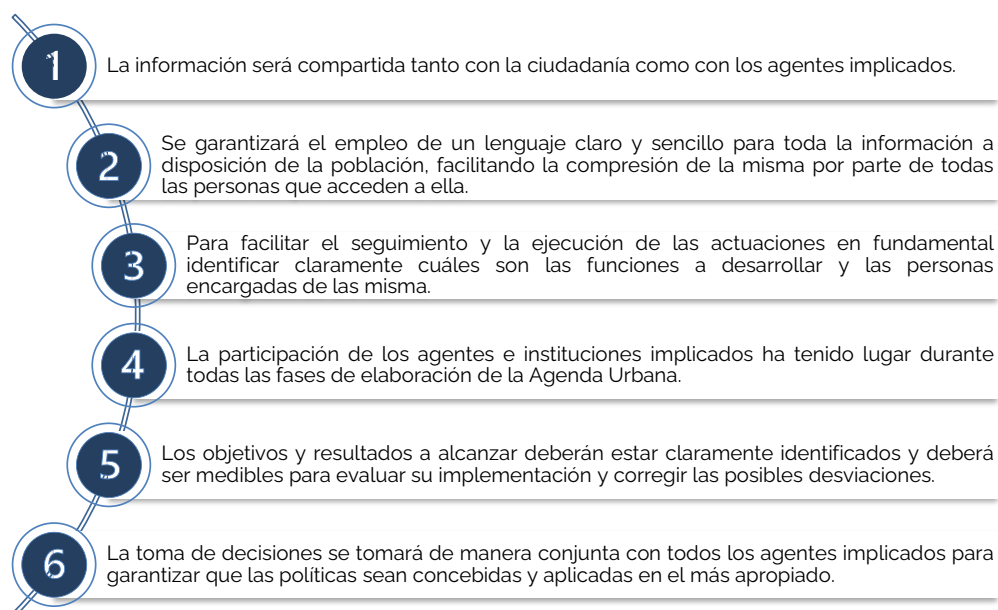 1
La información será compartida tanto con la ciudadanía como con los agentes implicados.
2
Se garantizará el empleo de un lenguaje claro y sencillo para toda la información a
disposición de la población, facilitando la compresión de la misma por parte de todas
las personas que acceden a ella.
3
Para facilitar el seguimiento y la ejecución de las actuaciones en fundamental
identificar claramente cuáles son las funciones a desarrollar y las personas
encargadas de las misma.
4
La participación de los agentes e instituciones implicados ha tenido lugar durante
todas las fases de elaboración de la Agenda Urbana.
5
Los objetivos y resultados a alcanzar deberán estar claramente identificados y deberá
ser medibles para evaluar su implementación y corregir las posibles desviaciones.
6
La toma de decisiones se tomará de manera conjunta con todos los agentes implicados para
garantizar que las políticas sean concebidas y aplicadas en el más apropiado.